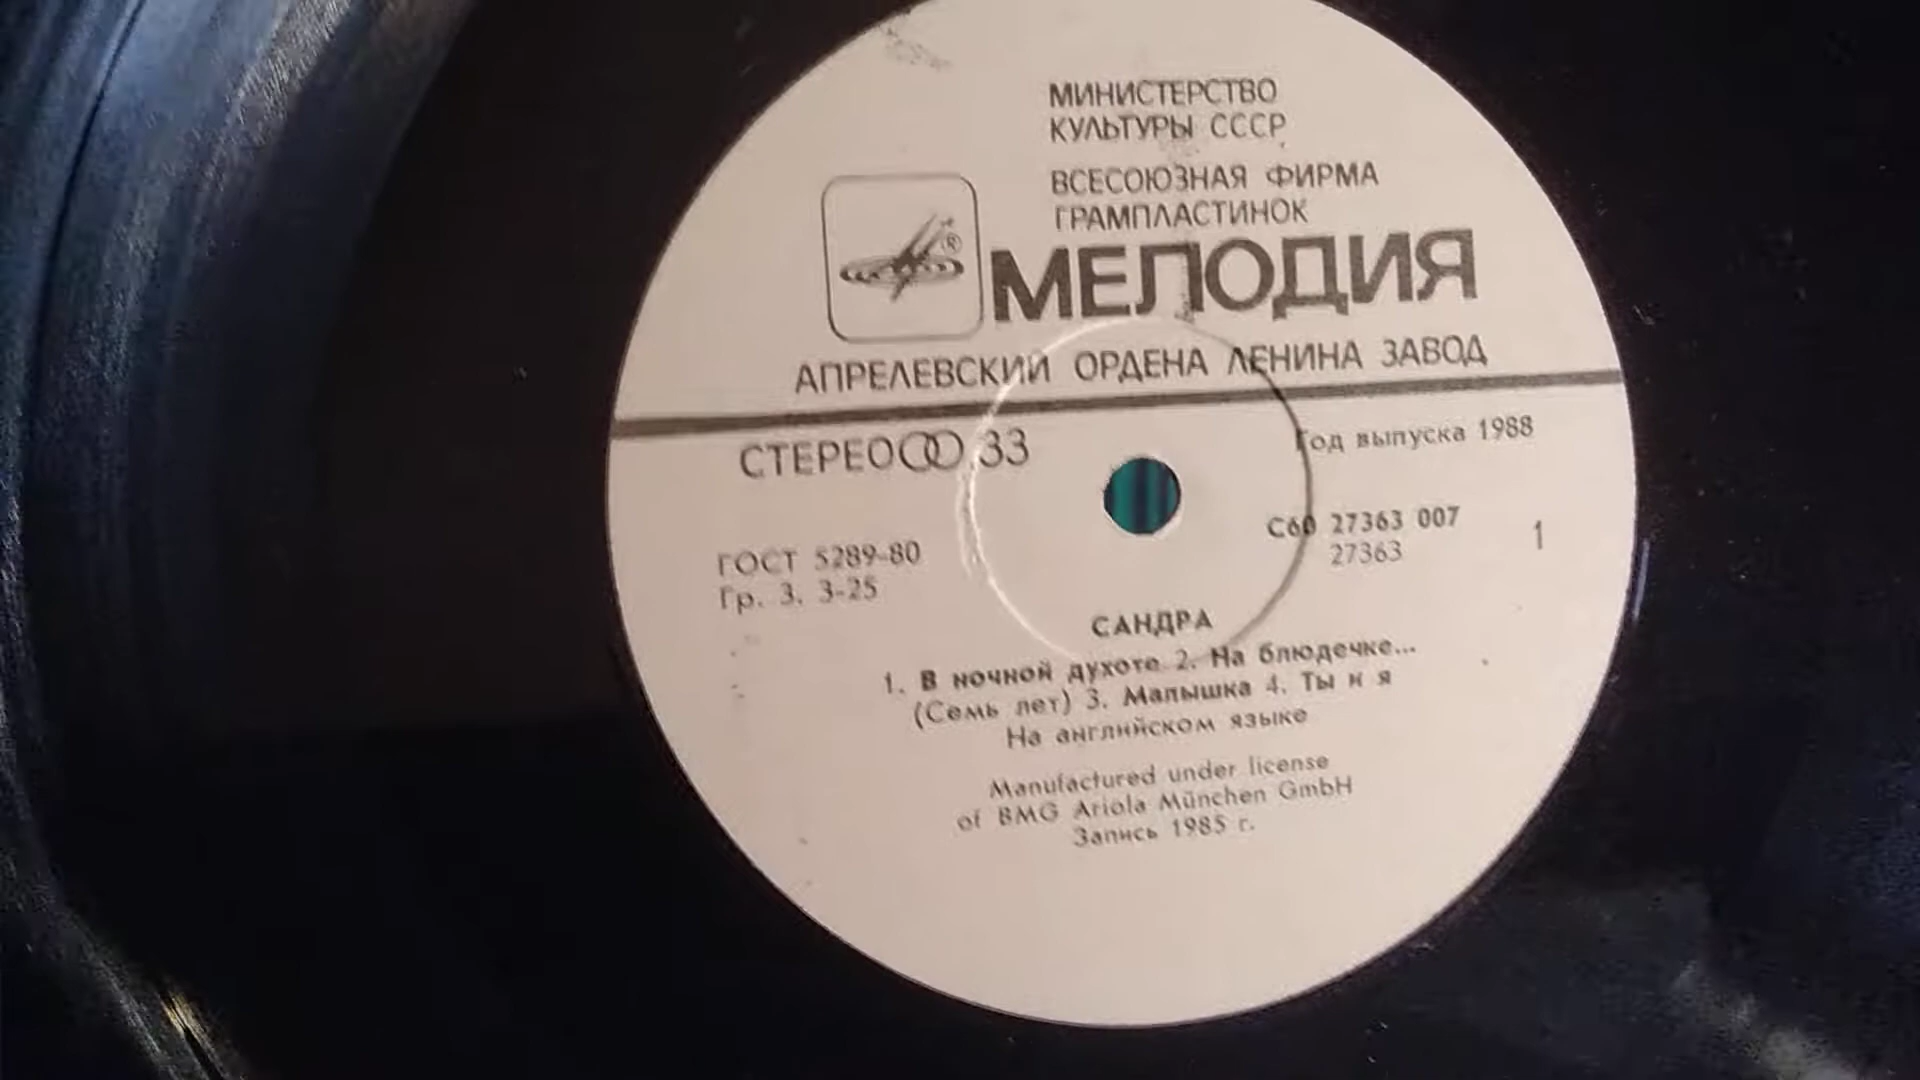 МИНИСТЕРСТВО
КУЛЬТУРЫ СССР
ВСЕСОЮЗНАЯ ФИРМА
ГРАМПЛАСТИНОК
®
МЕЛОДИЯ
АПРЕЛЕВСКИЙ ОРДЕНА ЛЕНИНА ЗАВОД
СТЕРЕО 33
Год выпуска 1988
ГОСТ 5289-80
Гр. 3. 3-25
С60 27363 007
27363
1
САНДРА
1. В ночной духоте 2. На блюдечке...
(Семь лет) 3. Малышка 4. Ты и я
На английском языке
Manufactured under license
of BMG Ariola München GmbH
Запись 1985 г.